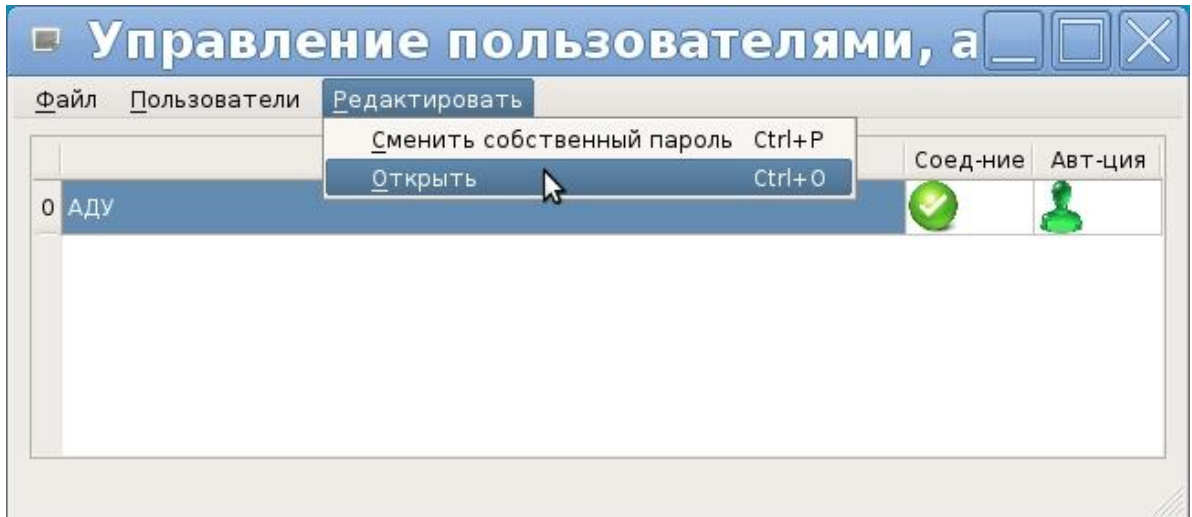 Управление пользователями, а
Файл Пользователи Редактировать
Сменить собственный пароль Ctrl+P
Соед-ние Авт-ция
Открыть Ctrl+O
0 АДУ